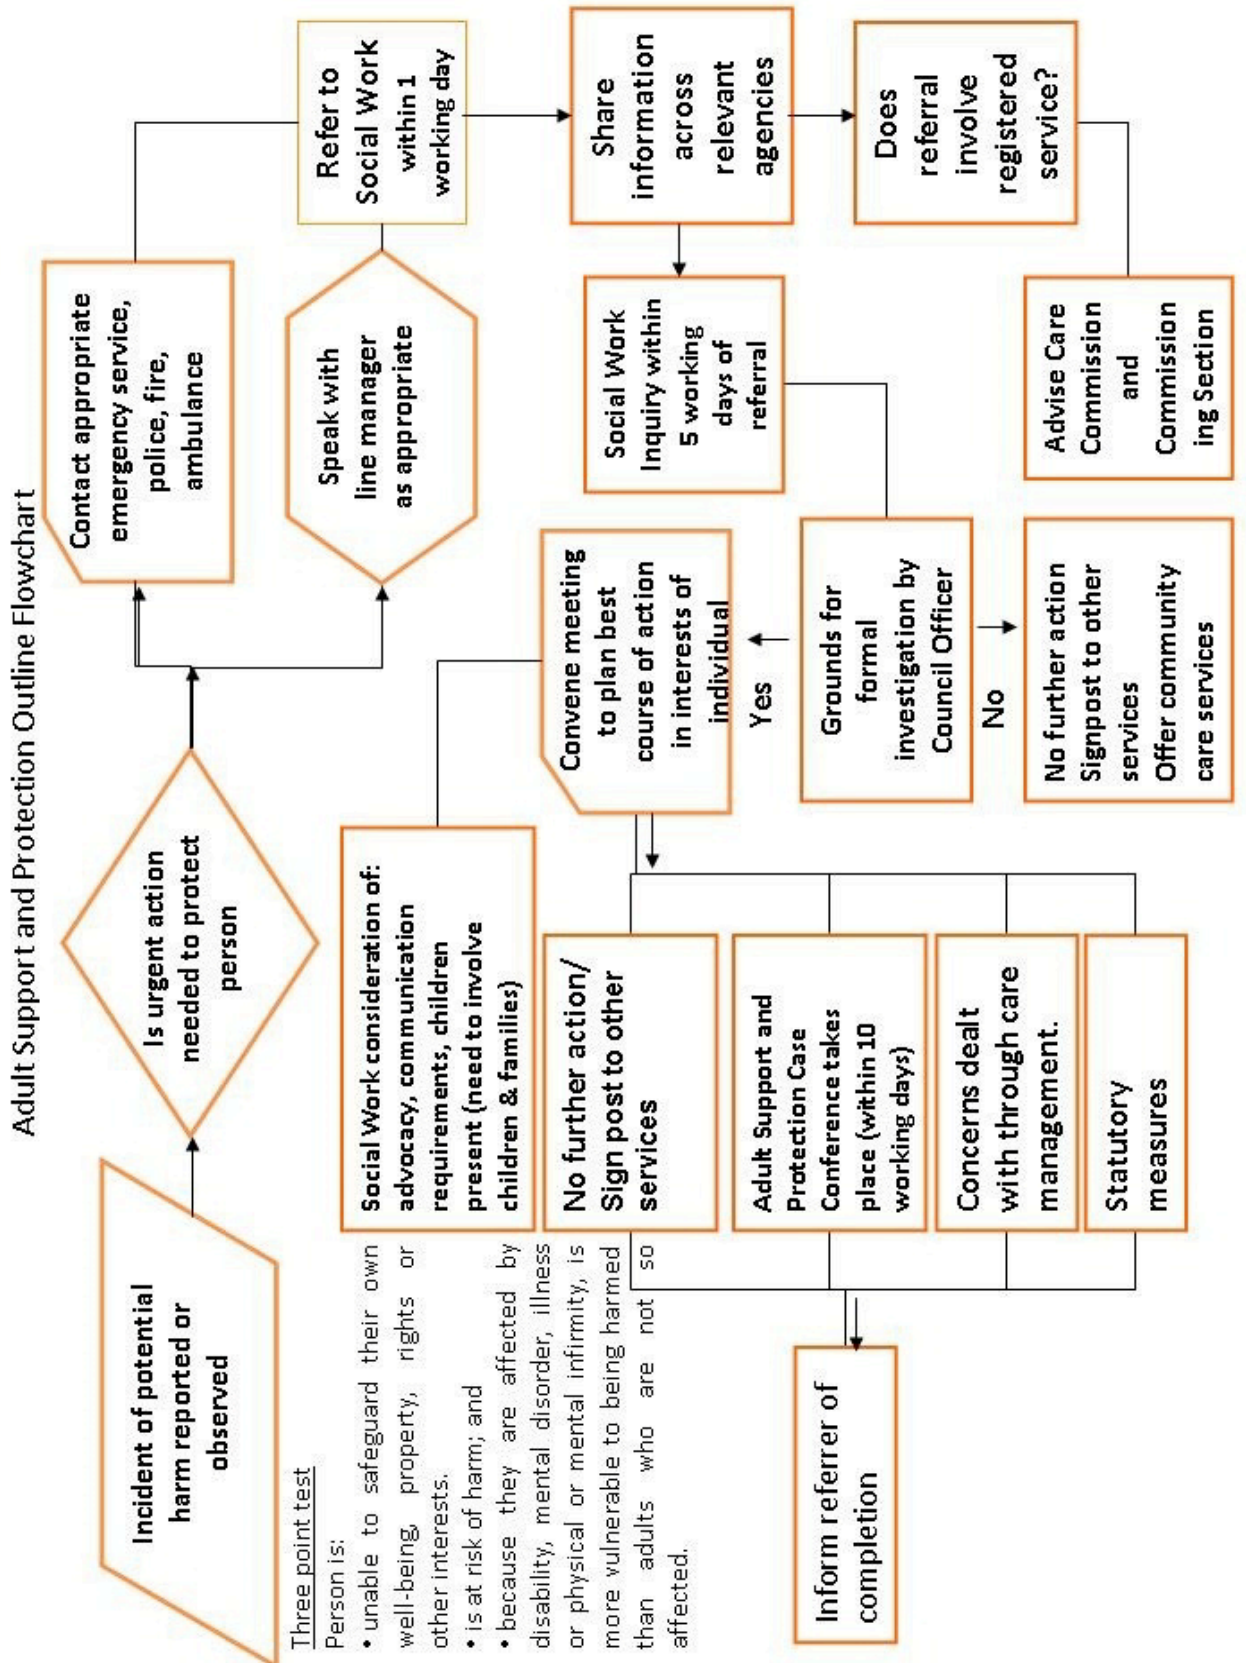 Adult Support and Protection Outline Flowchart
Incident of potential
harm reported or
observed
Is urgent action
needed to protect
person
Contact appropriate
emergency service,
police, fire,
ambulance
Speak with
line manager
as appropriate
Refer to
Social Work
within 1
working day
Share
information
across
relevant
agencies
Does
referral
involve
registered
service?
Advise Care
Commission
and
Commission
ing Section
Social Work
Inquiry within
5 working
days of
referral
Grounds for
formal
investigation by
Council Officer
Yes
No
No further action
Signpost to other
services
Offer community
care services
Convene meeting
to plan best
course of action
in interests of
individual
Social Work consideration of:
advocacy, communication
requirements, children
present (need to involve
children & families)
No further action/
Sign post to other
services
Adult Support and
Protection Case
Conference takes
place (within 10
working days)
Concerns dealt
with through care
management.
Statutory
measures
Inform referrer of
completion
Three point test
Person is:
• unable to safeguard their own
well-being, property, rights or
other interests.
• is at risk of harm; and
• because they are affected by
disability, mental disorder, illness
or physical or mental infirmity, is
more vulnerable to being harmed
than adults who are not so
affected.